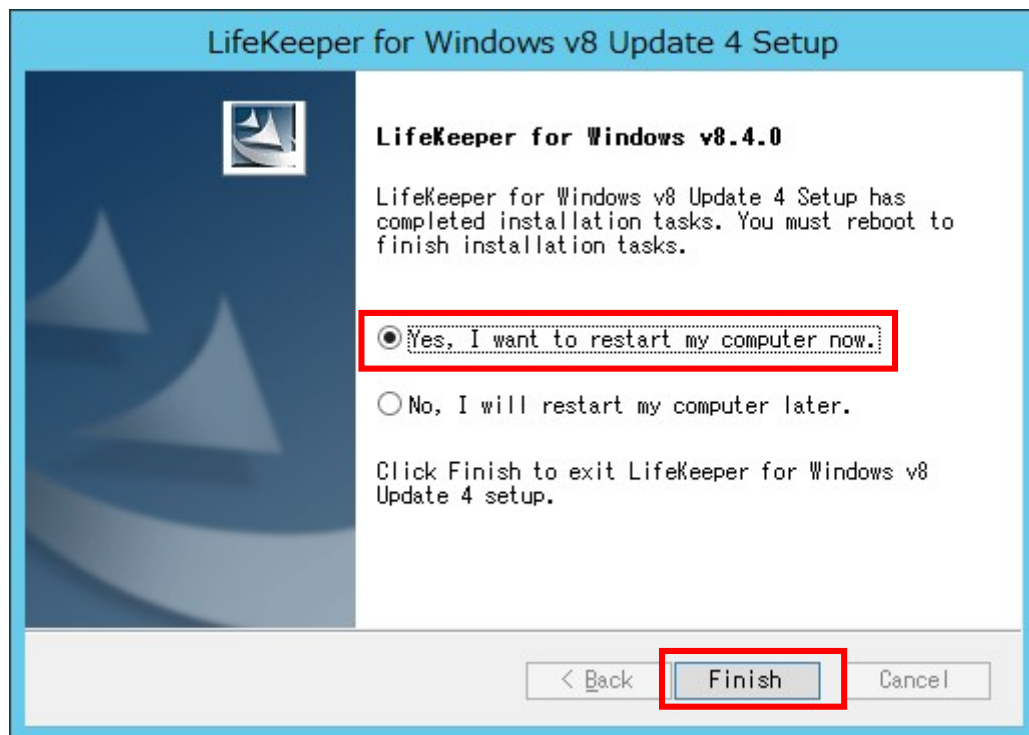 LifeKeeper for Windows v8 Update 4 Setup
LifeKeeper for Windows v8.4.0
LifeKeeper for Windows v8 Update 4 Setup has
completed installation tasks. You must reboot to
finish installation tasks.
Yes, I want to restart my computer now.
No, I will restart my computer later.
Click Finish to exit LifeKeeper for Windows v8
Update 4 setup.
< Back
Finish
Cancel